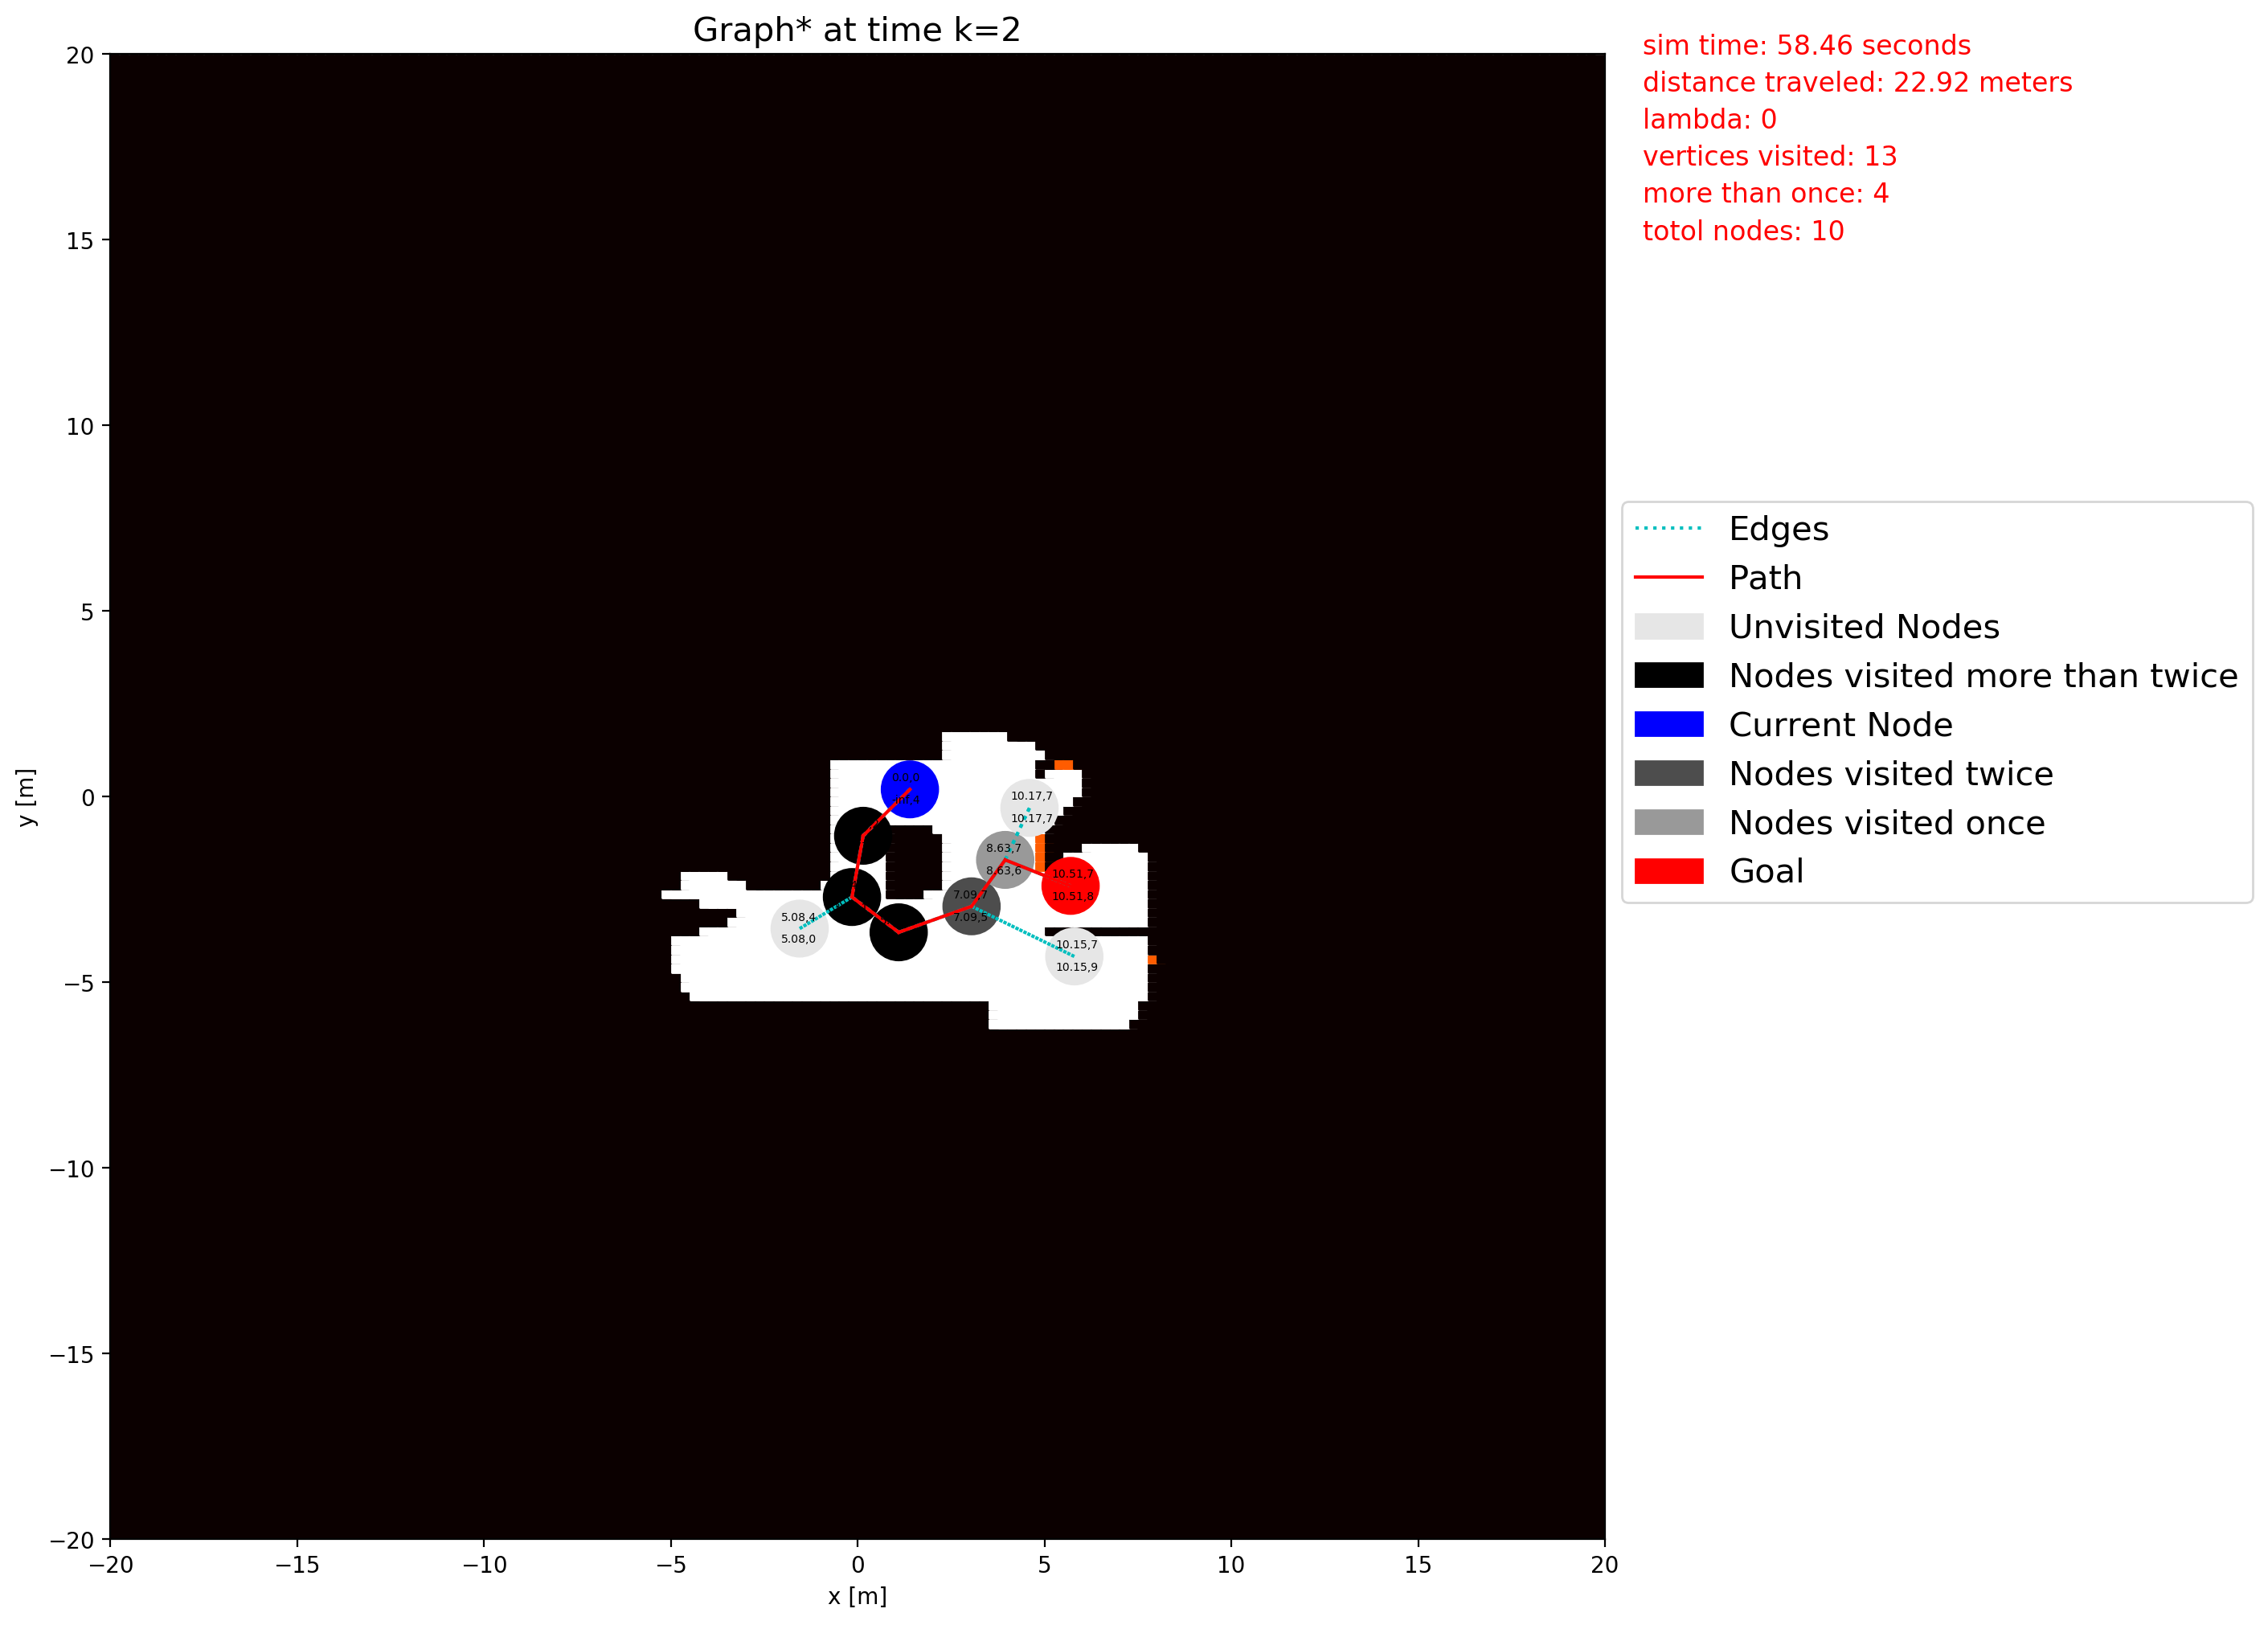 Graph* at time k=2
sim time: 58.46 seconds
distance traveled: 22.92 meters
lambda: 0
vertices visited: 13
more than once: 4
totol nodes: 10
20
15
10
5
0
−5
−10
−15
−20
y [m]
−20
−15
−10
−5
0
5
10
15
20
x [m]
0.0,0
10.17,7
10.17,7
8.63,7
8.63,6
10.51,7
10.51,8
7.09,7
7.09,5
5.08,4
5.08,0
10.15,7
10.15,9
Edges
Path
Unvisited Nodes
Nodes visited more than twice
Current Node
Nodes visited twice
Nodes visited once
Goal